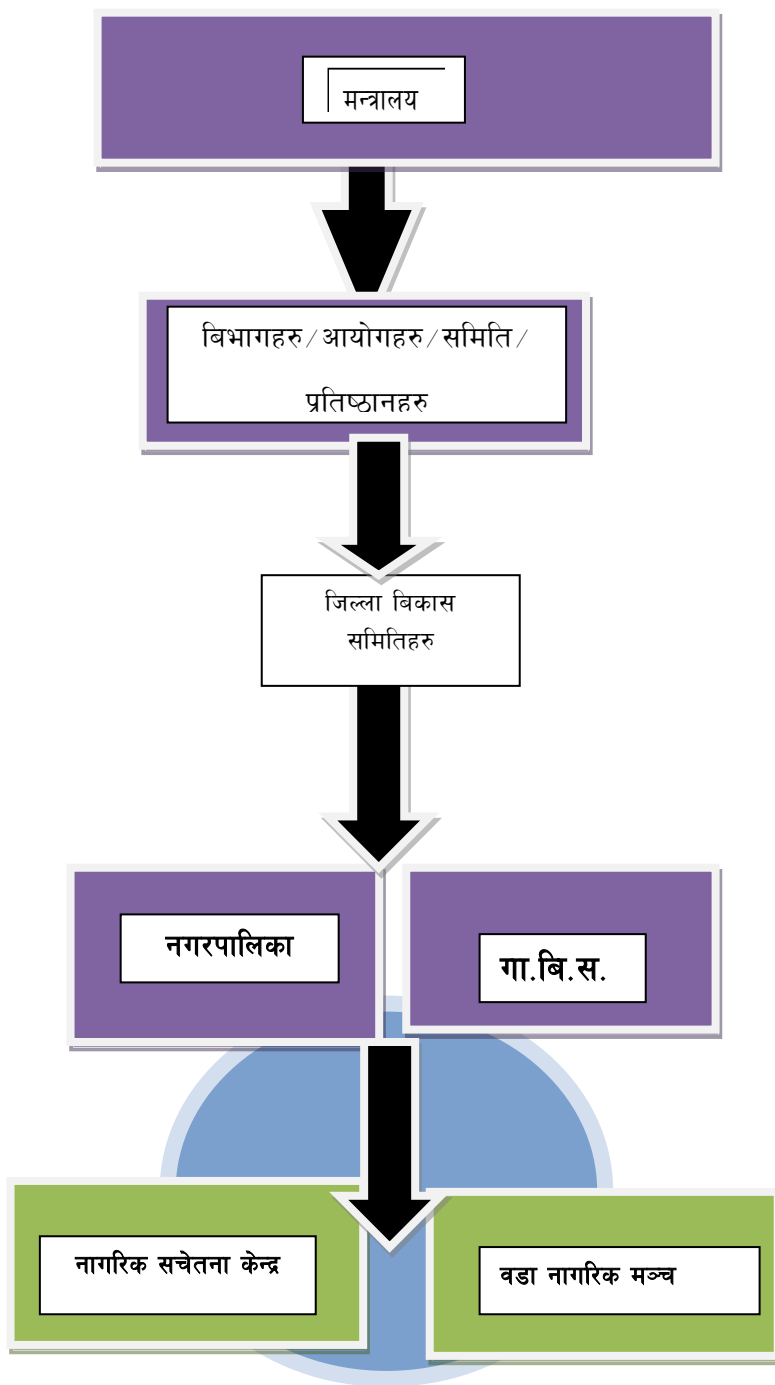 मन्त्रालय
बिभागहरु/आयोगहरु/समिति/
प्रतिष्ठानहरु
जिल्ला बिकास
समितिहरु
नगरपालिका
गा.बि.स.
नागरिक सचेतना केन्द्र
वडा नागरिक मञ्च